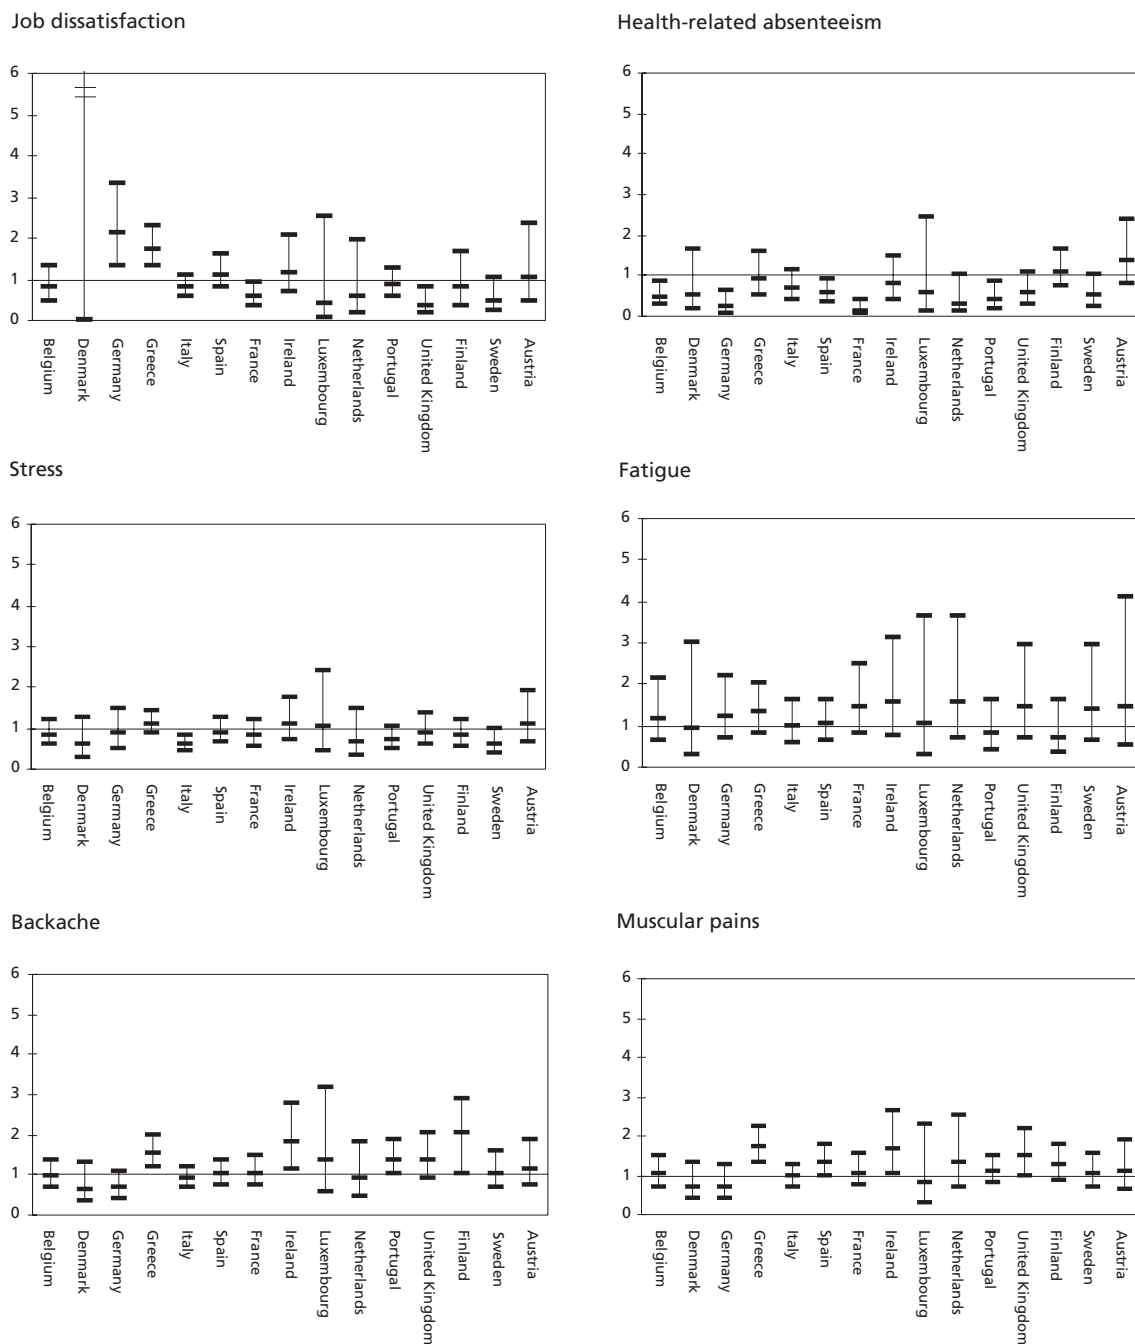 Job dissatisfaction
6
5
4
3
2
1
0
Belgium
Denmark
Germany
Greece
Italy
Spain
France
Ireland
Luxembourg
Netherlands
Portugal
United Kingdom
Finland
Sweden
Austria
Health-related absenteeism
6
5
4
3
2
1
0
Belgium
Denmark
Germany
Greece
Italy
Spain
France
Ireland
Luxembourg
Netherlands
Portugal
United Kingdom
Finland
Sweden
Austria
Stress
6
5
4
3
2
1
0
Belgium
Denmark
Germany
Greece
Italy
Spain
France
Ireland
Luxembourg
Netherlands
Portugal
United Kingdom
Finland
Sweden
Austria
Fatigue
6
5
4
3
2
1
0
Belgium
Denmark
Germany
Greece
Italy
Spain
France
Ireland
Luxembourg
Netherlands
Portugal
United Kingdom
Finland
Sweden
Austria
Backache
6
5
4
3
2
1
0
Belgium
Denmark
Germany
Greece
Italy
Spain
France
Ireland
Luxembourg
Netherlands
Portugal
United Kingdom
Finland
Sweden
Austria
Muscular pains
6
5
4
3
2
1
0
Belgium
Denmark
Germany
Greece
Italy
Spain
France
Ireland
Luxembourg
Netherlands
Portugal
United Kingdom
Finland
Sweden
Austria